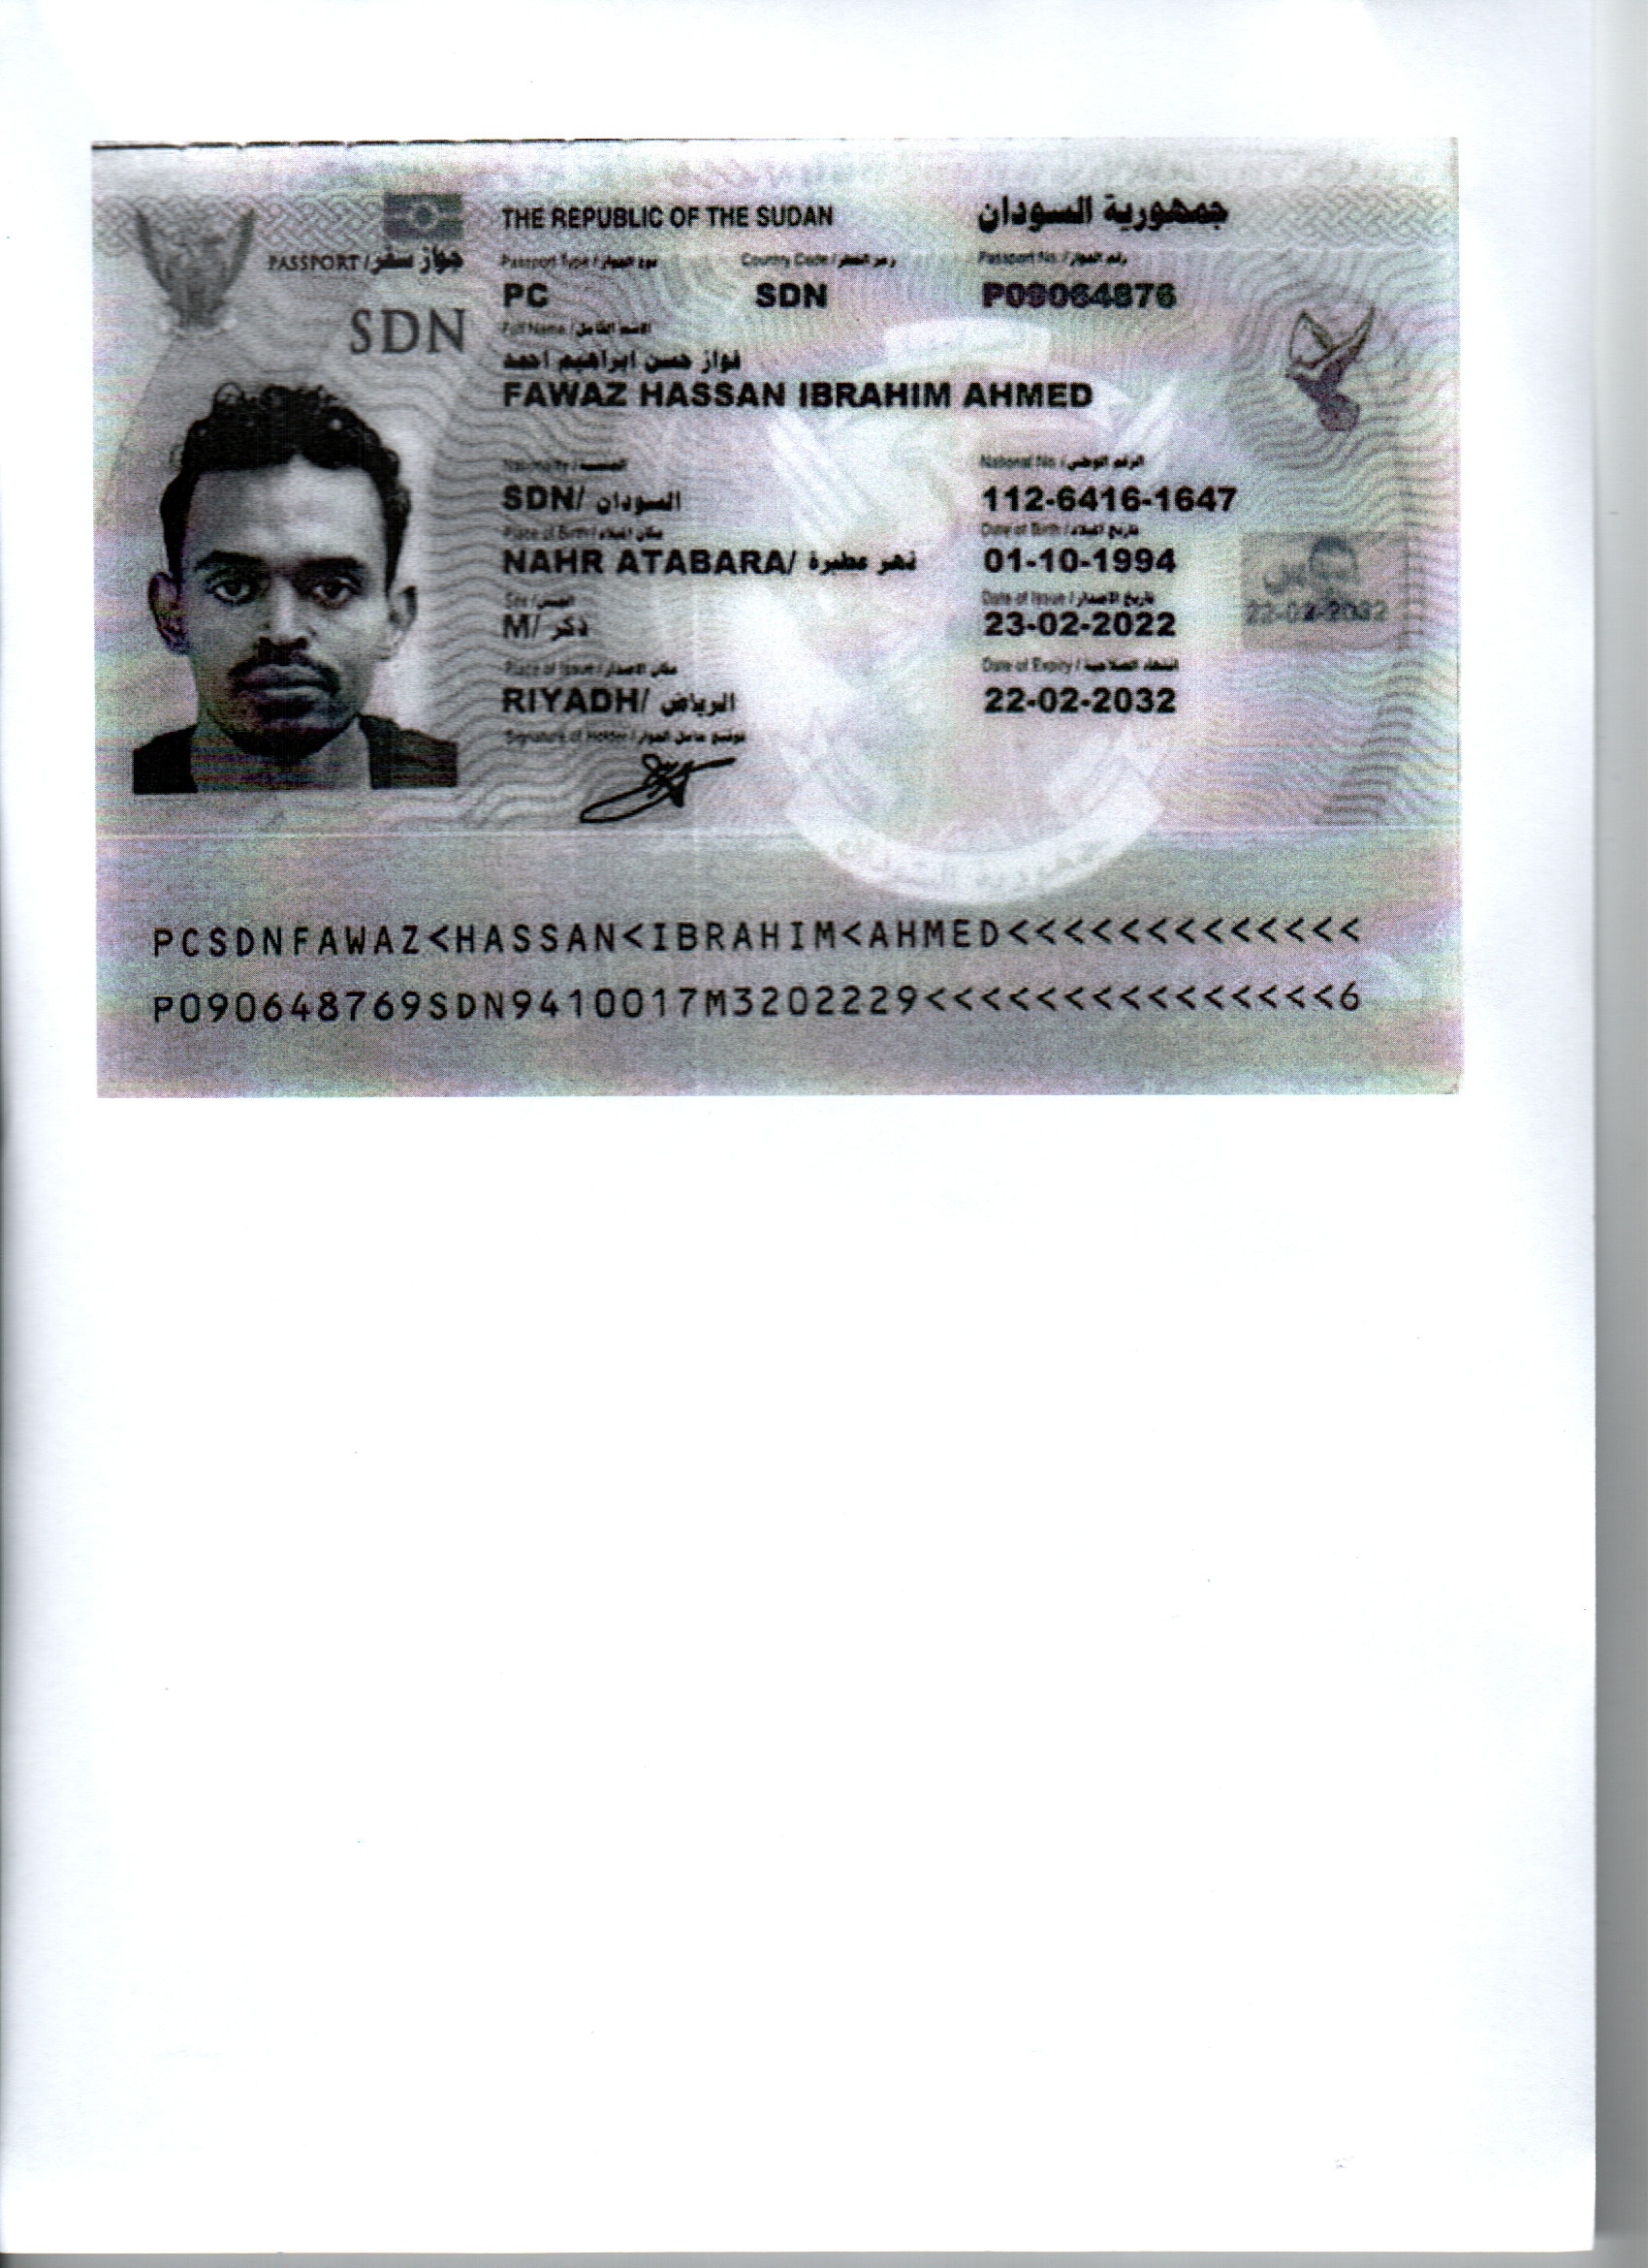 THE REPUBLIC OF THE SUDAN جمهورية السودان
PASSPORT / جواز سفر
Passport Type / نوع الجواز Country Code / رمز القطر Passport No. / رقم الجواز
PC SDN P09064876
SDN
Full Name / الاسم الكامل
فواز حسن ابراهيم احمد
FAWAZ HASSAN IBRAHIM AHMED
Nationality / الجنسية National No. / الرقم الوطني
SDN/ السودان 112-6416-1647
Place of Birth / مكان الميلاد Date of Birth / تاريخ الميلاد
NAHR ATABARA/ نهر عطبرة 01-10-1994
Sex / الجنس Date of Issue / تاريخ الاصدار
M/ ذكر 23-02-2022
22-02-2032
Place of Issue / مكان الاصدار Date of Expiry / انتهاء الصلاحية
RIYADH/ الرياض 22-02-2032
Signature of Holder / توقيع حامل الجواز
جمهورية السودان
PCSDNFAWAZ<HASSAN<IBRAHIM<AHMED<<<<<<<<<<<<<
P090648769SDN9410017M3202229<<<<<<<<<<<<<<<6